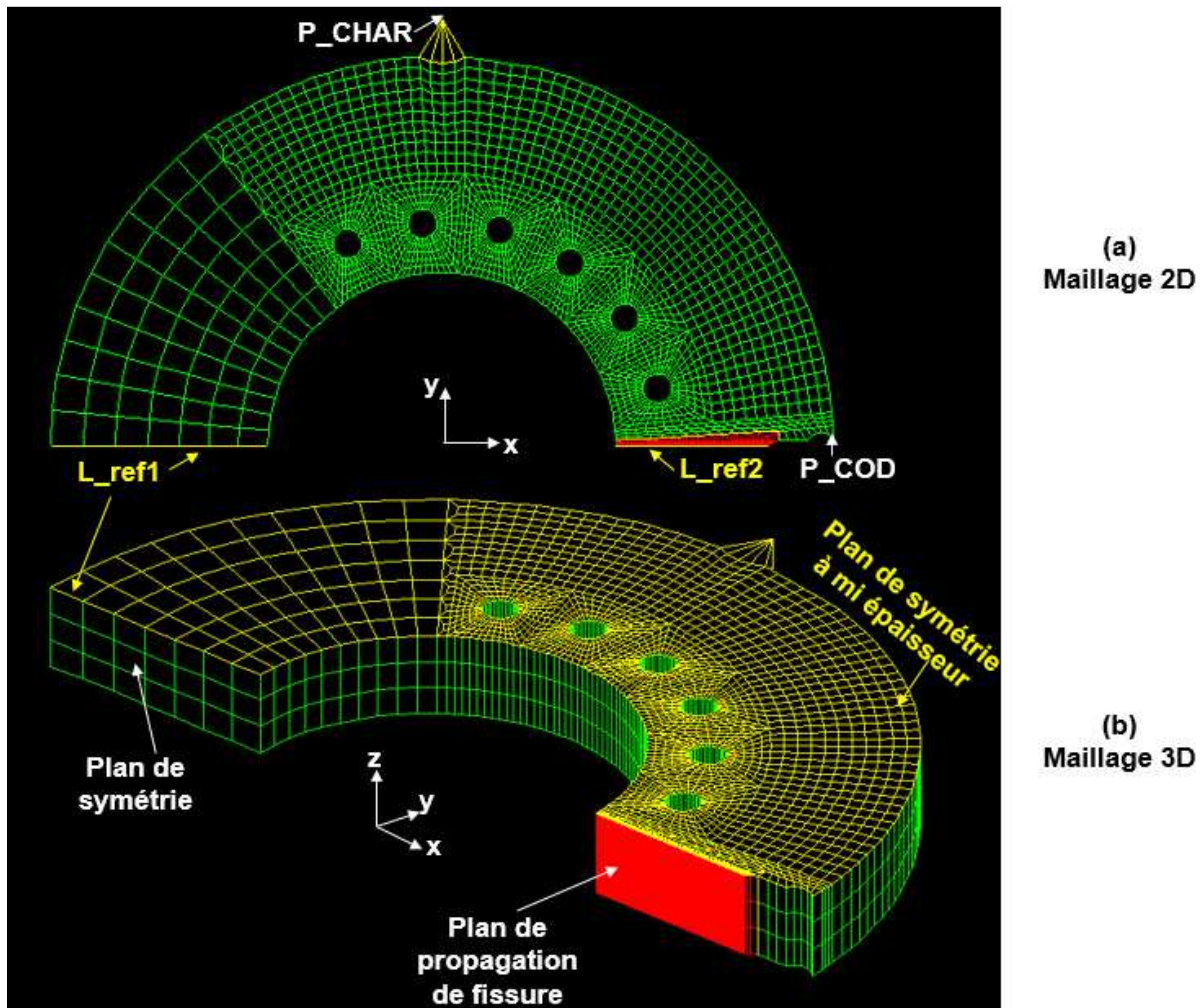 P_CHAR
(a)
Maillage 2D
y
x
L_ref1
L_ref2
P_COD
Plan de symétrie
à mi épaisseur
(b)
Maillage 3D
Plan de
symétrie
z
y
x
Plan de
propagation
de fissure